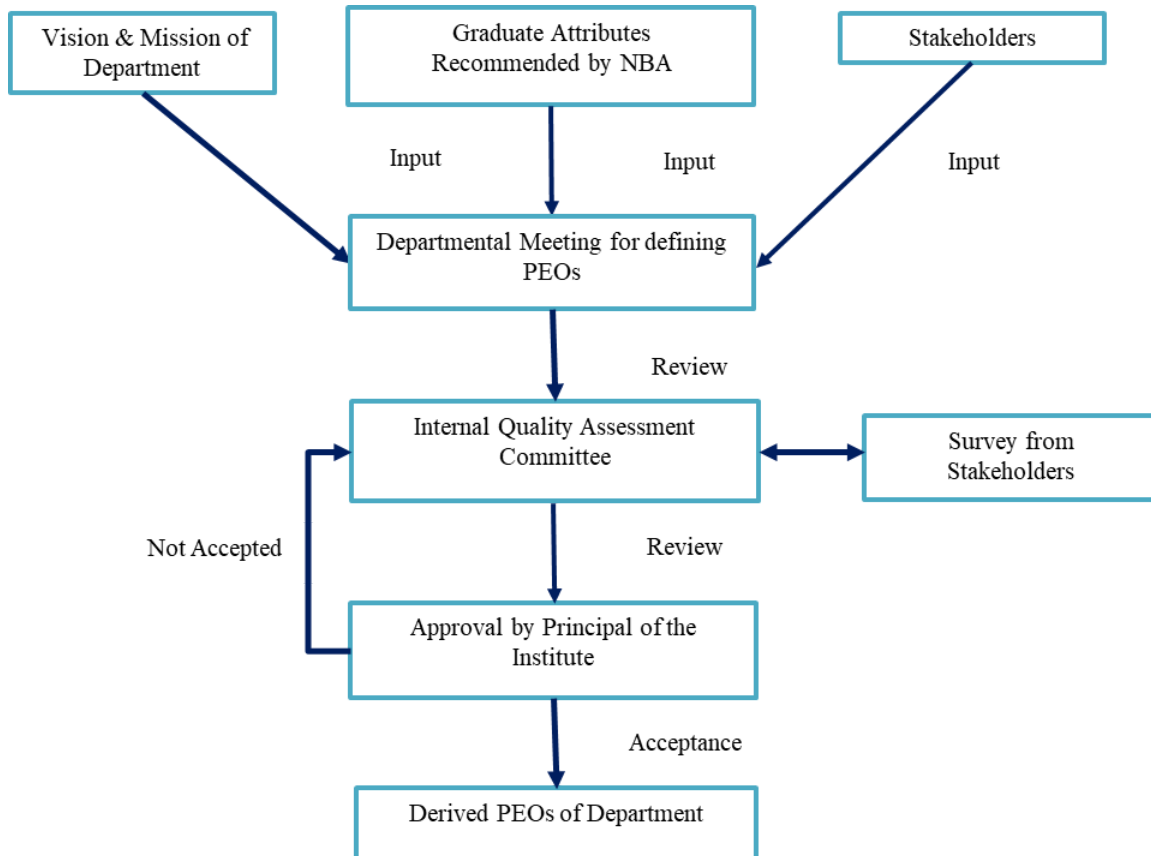 Vision & Mission of
Department
Graduate Attributes
Recommended by NBA
Stakeholders
Input
Input
Input
Departmental Meeting for defining
PEOs
Review
Internal Quality Assessment
Committee
Survey from
Stakeholders
Not Accepted
Review
Approval by Principal of the
Institute
Acceptance
Derived PEOs of Department